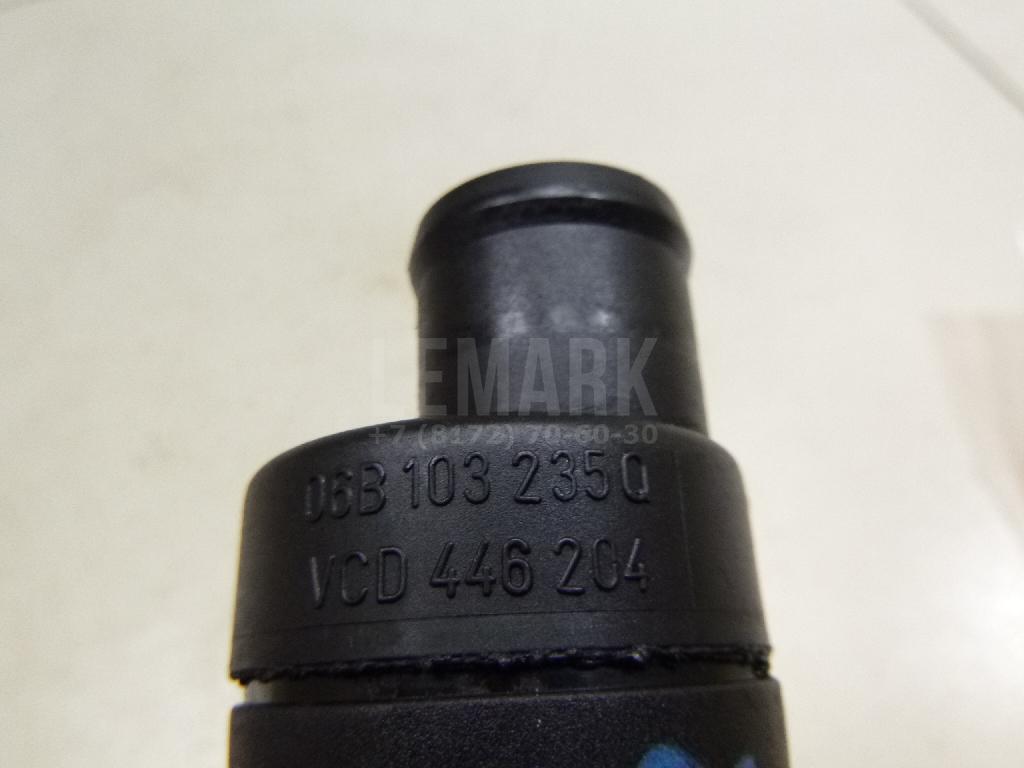 LEMARK
+7 (8172) 70-60-30
06B 103 235 Q
VCD 446 204